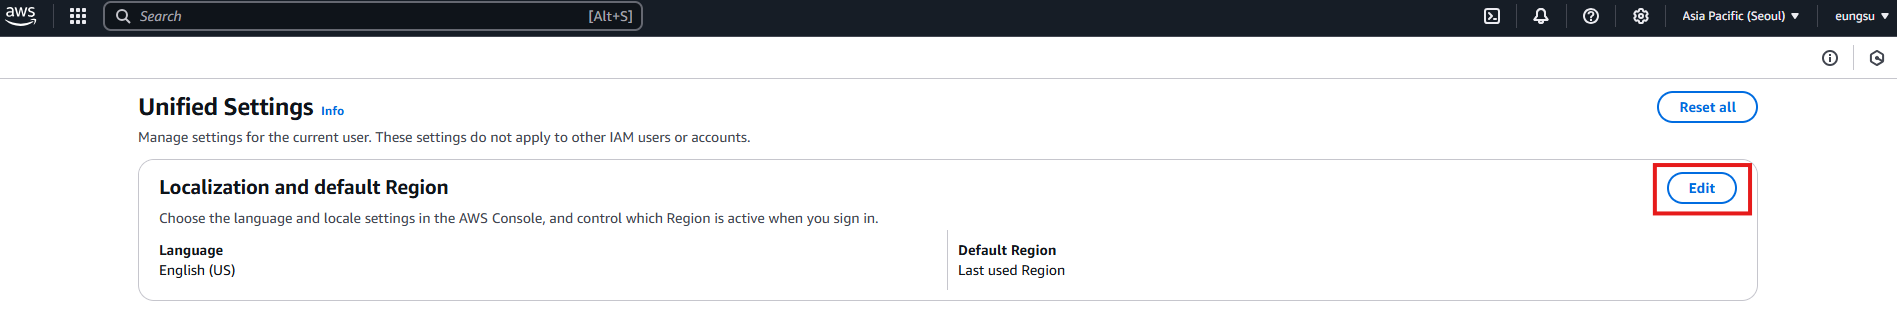 aws Search [Alt+S] Asia Pacific (Seoul) eungsu
Unified Settings Info Reset all
Manage settings for the current user. These settings do not apply to other IAM users or accounts.
Localization and default Region Edit
Choose the language and locale settings in the AWS Console, and control which Region is active when you sign in.
Language Default Region
English (US) Last used Region